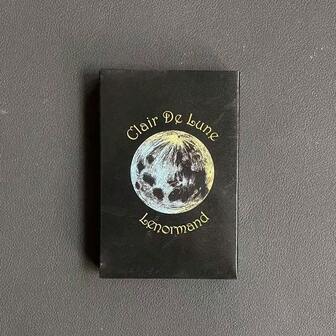 Clair De Lune
Lenormand